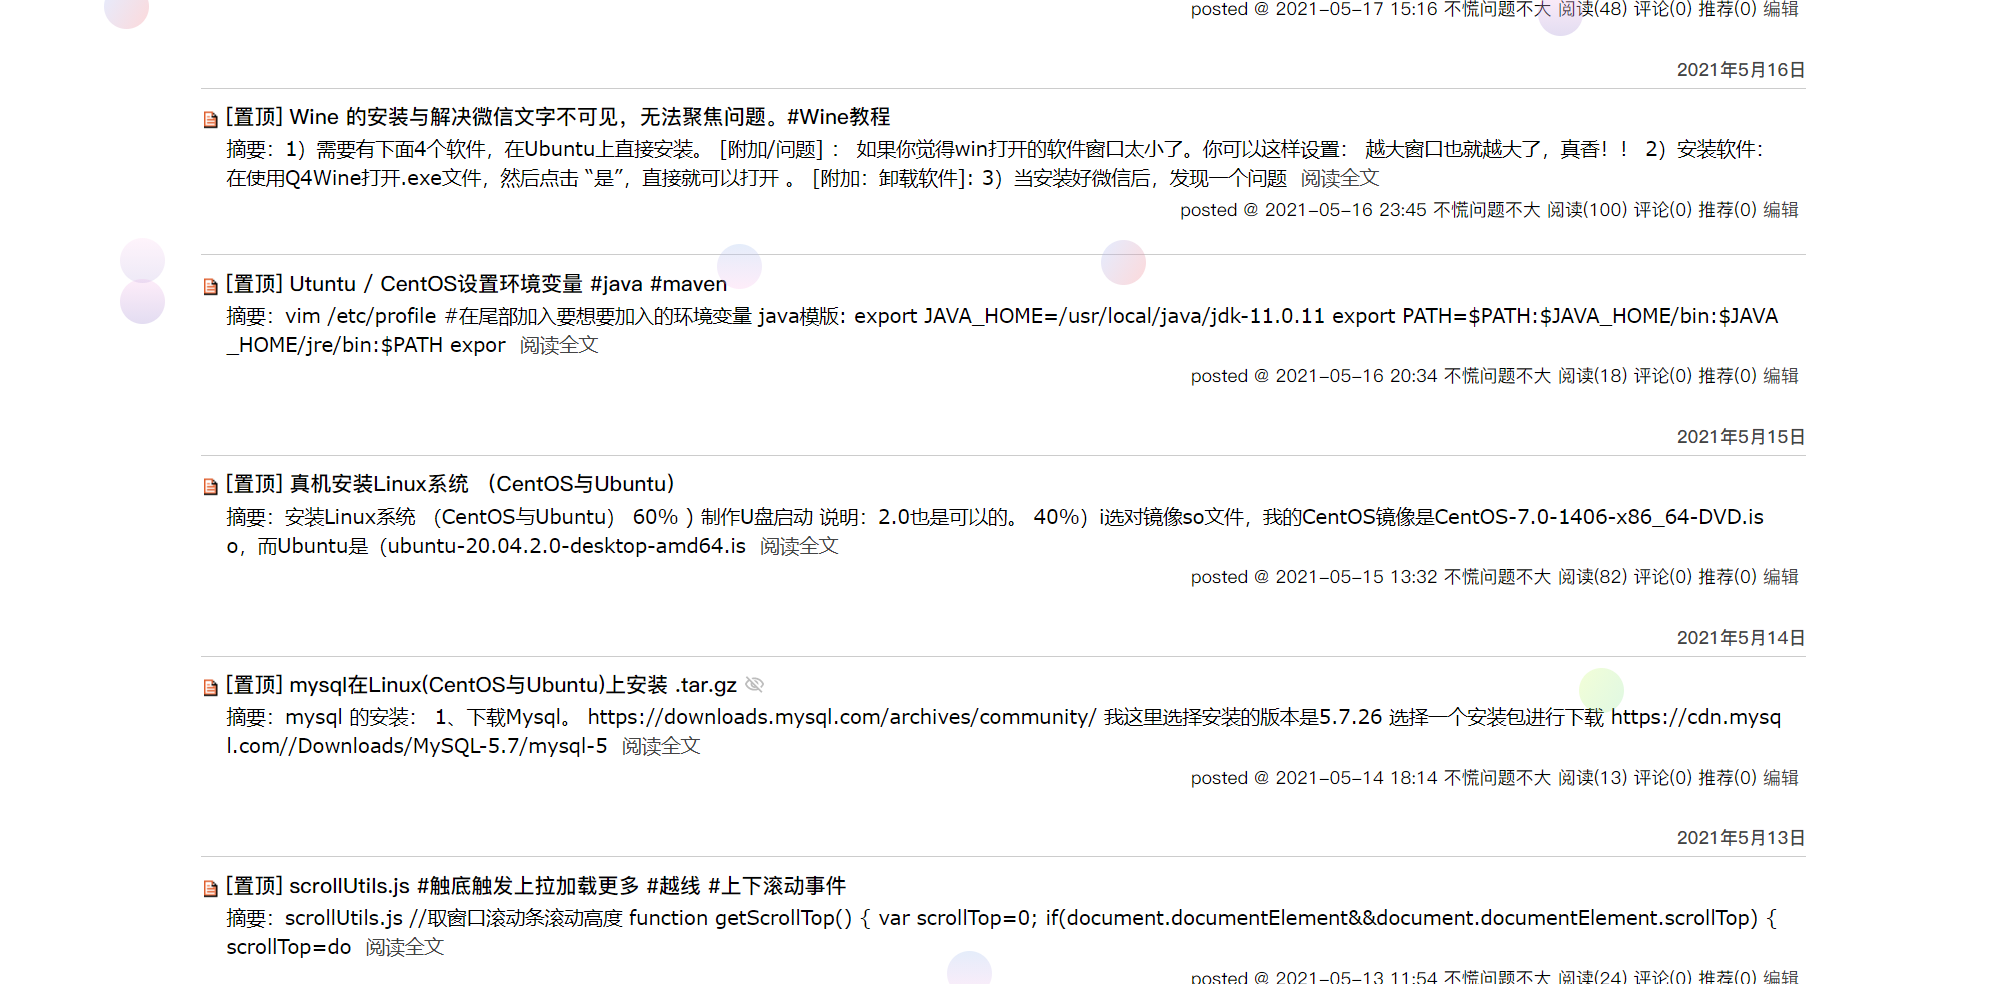 posted @ 2021-05-17 15:16 不慌问题不大 阅读(48) 评论(0) 推荐(0) 编辑
2021年5月16日
[置顶] Wine 的安装与解决微信文字不可见，无法聚焦问题。#Wine教程
摘要：1）需要有下面4个软件，在Ubuntu上直接安装。 [附加/问题] ： 如果你觉得win打开的软件窗口太小了。你可以这样设置： 越大窗口也就越大了，真香！！ 2）安装软件：
在使用Q4Wine打开.exe文件，然后点击 “是”，直接就可以打开 。 [附加：卸载软件]: 3）当安装好微信后，发现一个问题 阅读全文
posted @ 2021-05-16 23:45 不慌问题不大 阅读(100) 评论(0) 推荐(0) 编辑
[置顶] Utuntu / CentOS设置环境变量 #java #maven
摘要：vim /etc/profile #在尾部加入要想要加入的环境变量 java模版: export JAVA_HOME=/usr/local/java/jdk-11.0.11 export PATH=$PATH:$JAVA_HOME/bin:$JAVA
_HOME/jre/bin:$PATH expor 阅读全文
posted @ 2021-05-16 20:34 不慌问题不大 阅读(18) 评论(0) 推荐(0) 编辑
2021年5月15日
[置顶] 真机安装Linux系统 （CentOS与Ubuntu）
摘要：安装Linux系统 （CentOS与Ubuntu） 60% ) 制作U盘启动 说明：2.0也是可以的。 40%）i选对镜像so文件，我的CentOS镜像是CentOS-7.0-1406-x86_64-DVD.is
o，而Ubuntu是（ubuntu-20.04.2.0-desktop-amd64.is 阅读全文
posted @ 2021-05-15 13:32 不慌问题不大 阅读(82) 评论(0) 推荐(0) 编辑
2021年5月14日
[置顶] mysql在Linux(CentOS与Ubuntu)上安装 .tar.gz
摘要：mysql 的安装： 1、下载Mysql。 https://downloads.mysql.com/archives/community/ 我这里选择安装的版本是5.7.26 选择一个安装包进行下载 https://cdn.mysq
l.com//Downloads/MySQL-5.7/mysql-5 阅读全文
posted @ 2021-05-14 18:14 不慌问题不大 阅读(13) 评论(0) 推荐(0) 编辑
2021年5月13日
[置顶] scrollUtils.js #触底触发上拉加载更多 #越线 #上下滚动事件
摘要：scrollUtils.js //取窗口滚动条滚动高度 function getScrollTop() { var scrollTop=0; if(document.documentElement&&document.documentElement.scrollTop) {
scrollTop=do 阅读全文
posted @ 2021-05-13 11:54 不慌问题不大 阅读(24) 评论(0) 推荐(0) 编辑